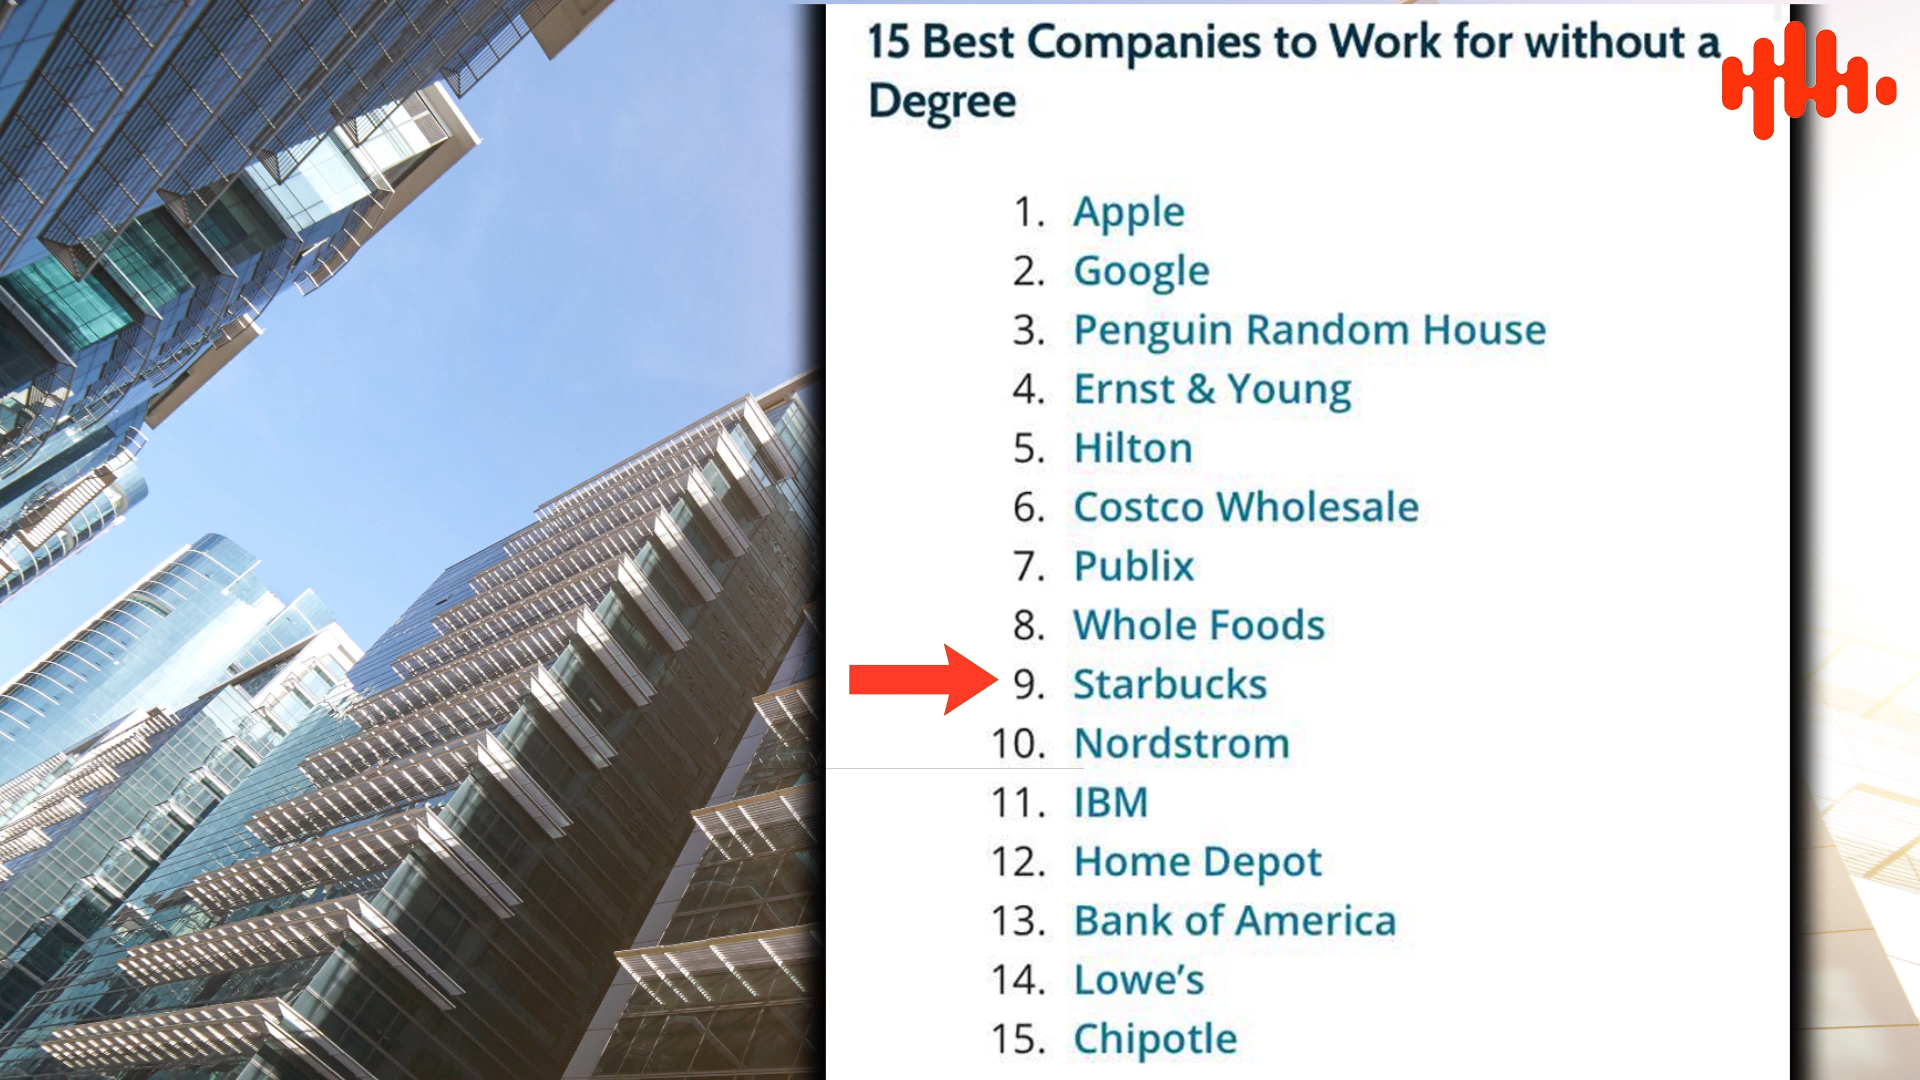 15 Best Companies to Work for without a
Degree
1. Apple
2. Google
3. Penguin Random House
4. Ernst & Young
5. Hilton
6. Costco Wholesale
7. Publix
8. Whole Foods
9. Starbucks
10. Nordstrom
11. IBM
12. Home Depot
13. Bank of America
14. Lowe’s
15. Chipotle